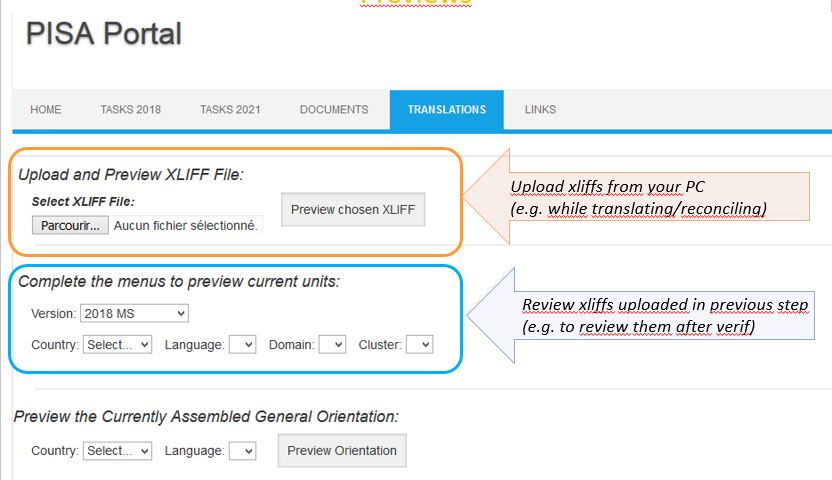 Previews
PISA Portal
HOME TASKS 2018 TASKS 2021 DOCUMENTS TRANSLATIONS LINKS
Upload and Preview XLIFF File:
Select XLIFF File:
Parcourir... Aucun fichier sélectionné. Preview chosen XLIFF
Upload xliffs from your PC
(e.g. while translating/reconciling)
Complete the menus to preview current units:
Version: 2018 MS
Country: Select... Language: Domain: Cluster:
Review xliffs uploaded in previous step
(e.g. to review them after verif)
Preview the Currently Assembled General Orientation:
Country: Select... Language: Preview Orientation